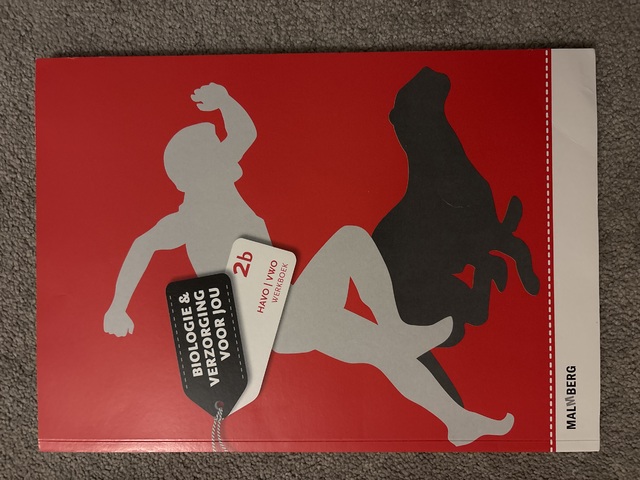 BIOLOGIE &
VERZORGING
VOOR JOU
2b
HAVO | VWO
WERKBOEK
MALMBERG